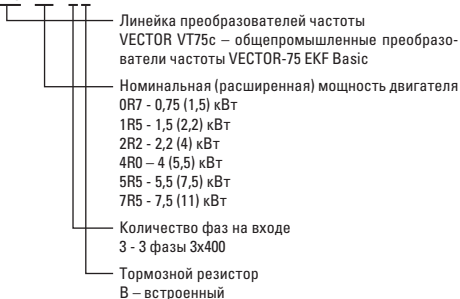 Линейка преобразователей частоты
VECTOR VT75c – общепромышленные преобразо-
ватели частоты VECTOR-75 EKF Basic
Номинальная (расширенная) мощность двигателя
0R7 - 0,75 (1,5) кВт
1R5 - 1,5 (2,2) кВт
2R2 - 2,2 (4) кВт
4R0 – 4 (5,5) кВт
5R5 - 5,5 (7,5) кВт
7R5 - 7,5 (11) кВт
Количество фаз на входе
3 - 3 фазы 3х400
Тормозной резистор
В – встроенный